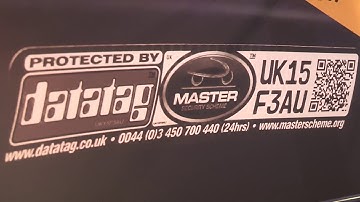 PROTECTED BY
datatag
MASTER
SECURITY SCHEME
UK15
F3AU
www.datatag.co.uk • 0044 (0)3 450 700 440 (24hrs) • www.masterscheme.org